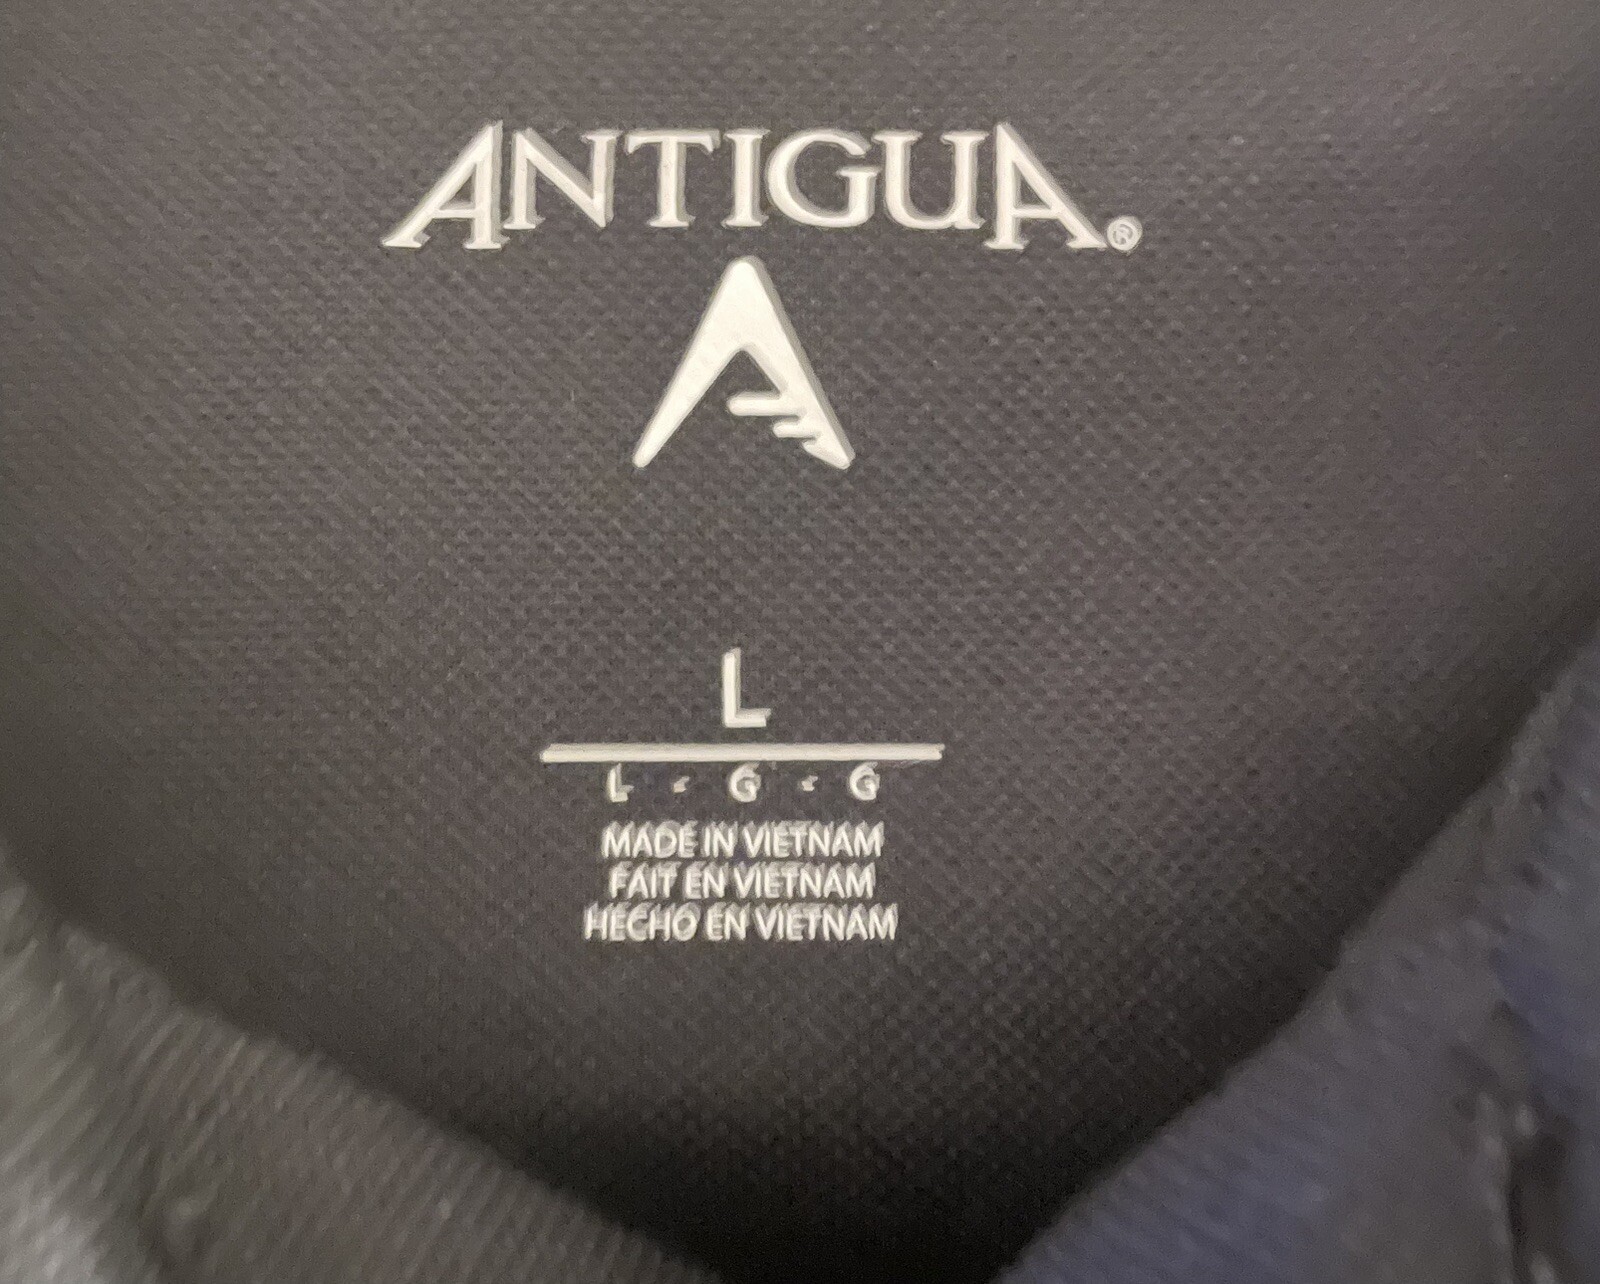 ANTIGUA®
L
L - G - G
MADE IN VIETNAM
FAIT EN VIETNAM
HECHO EN VIETNAM